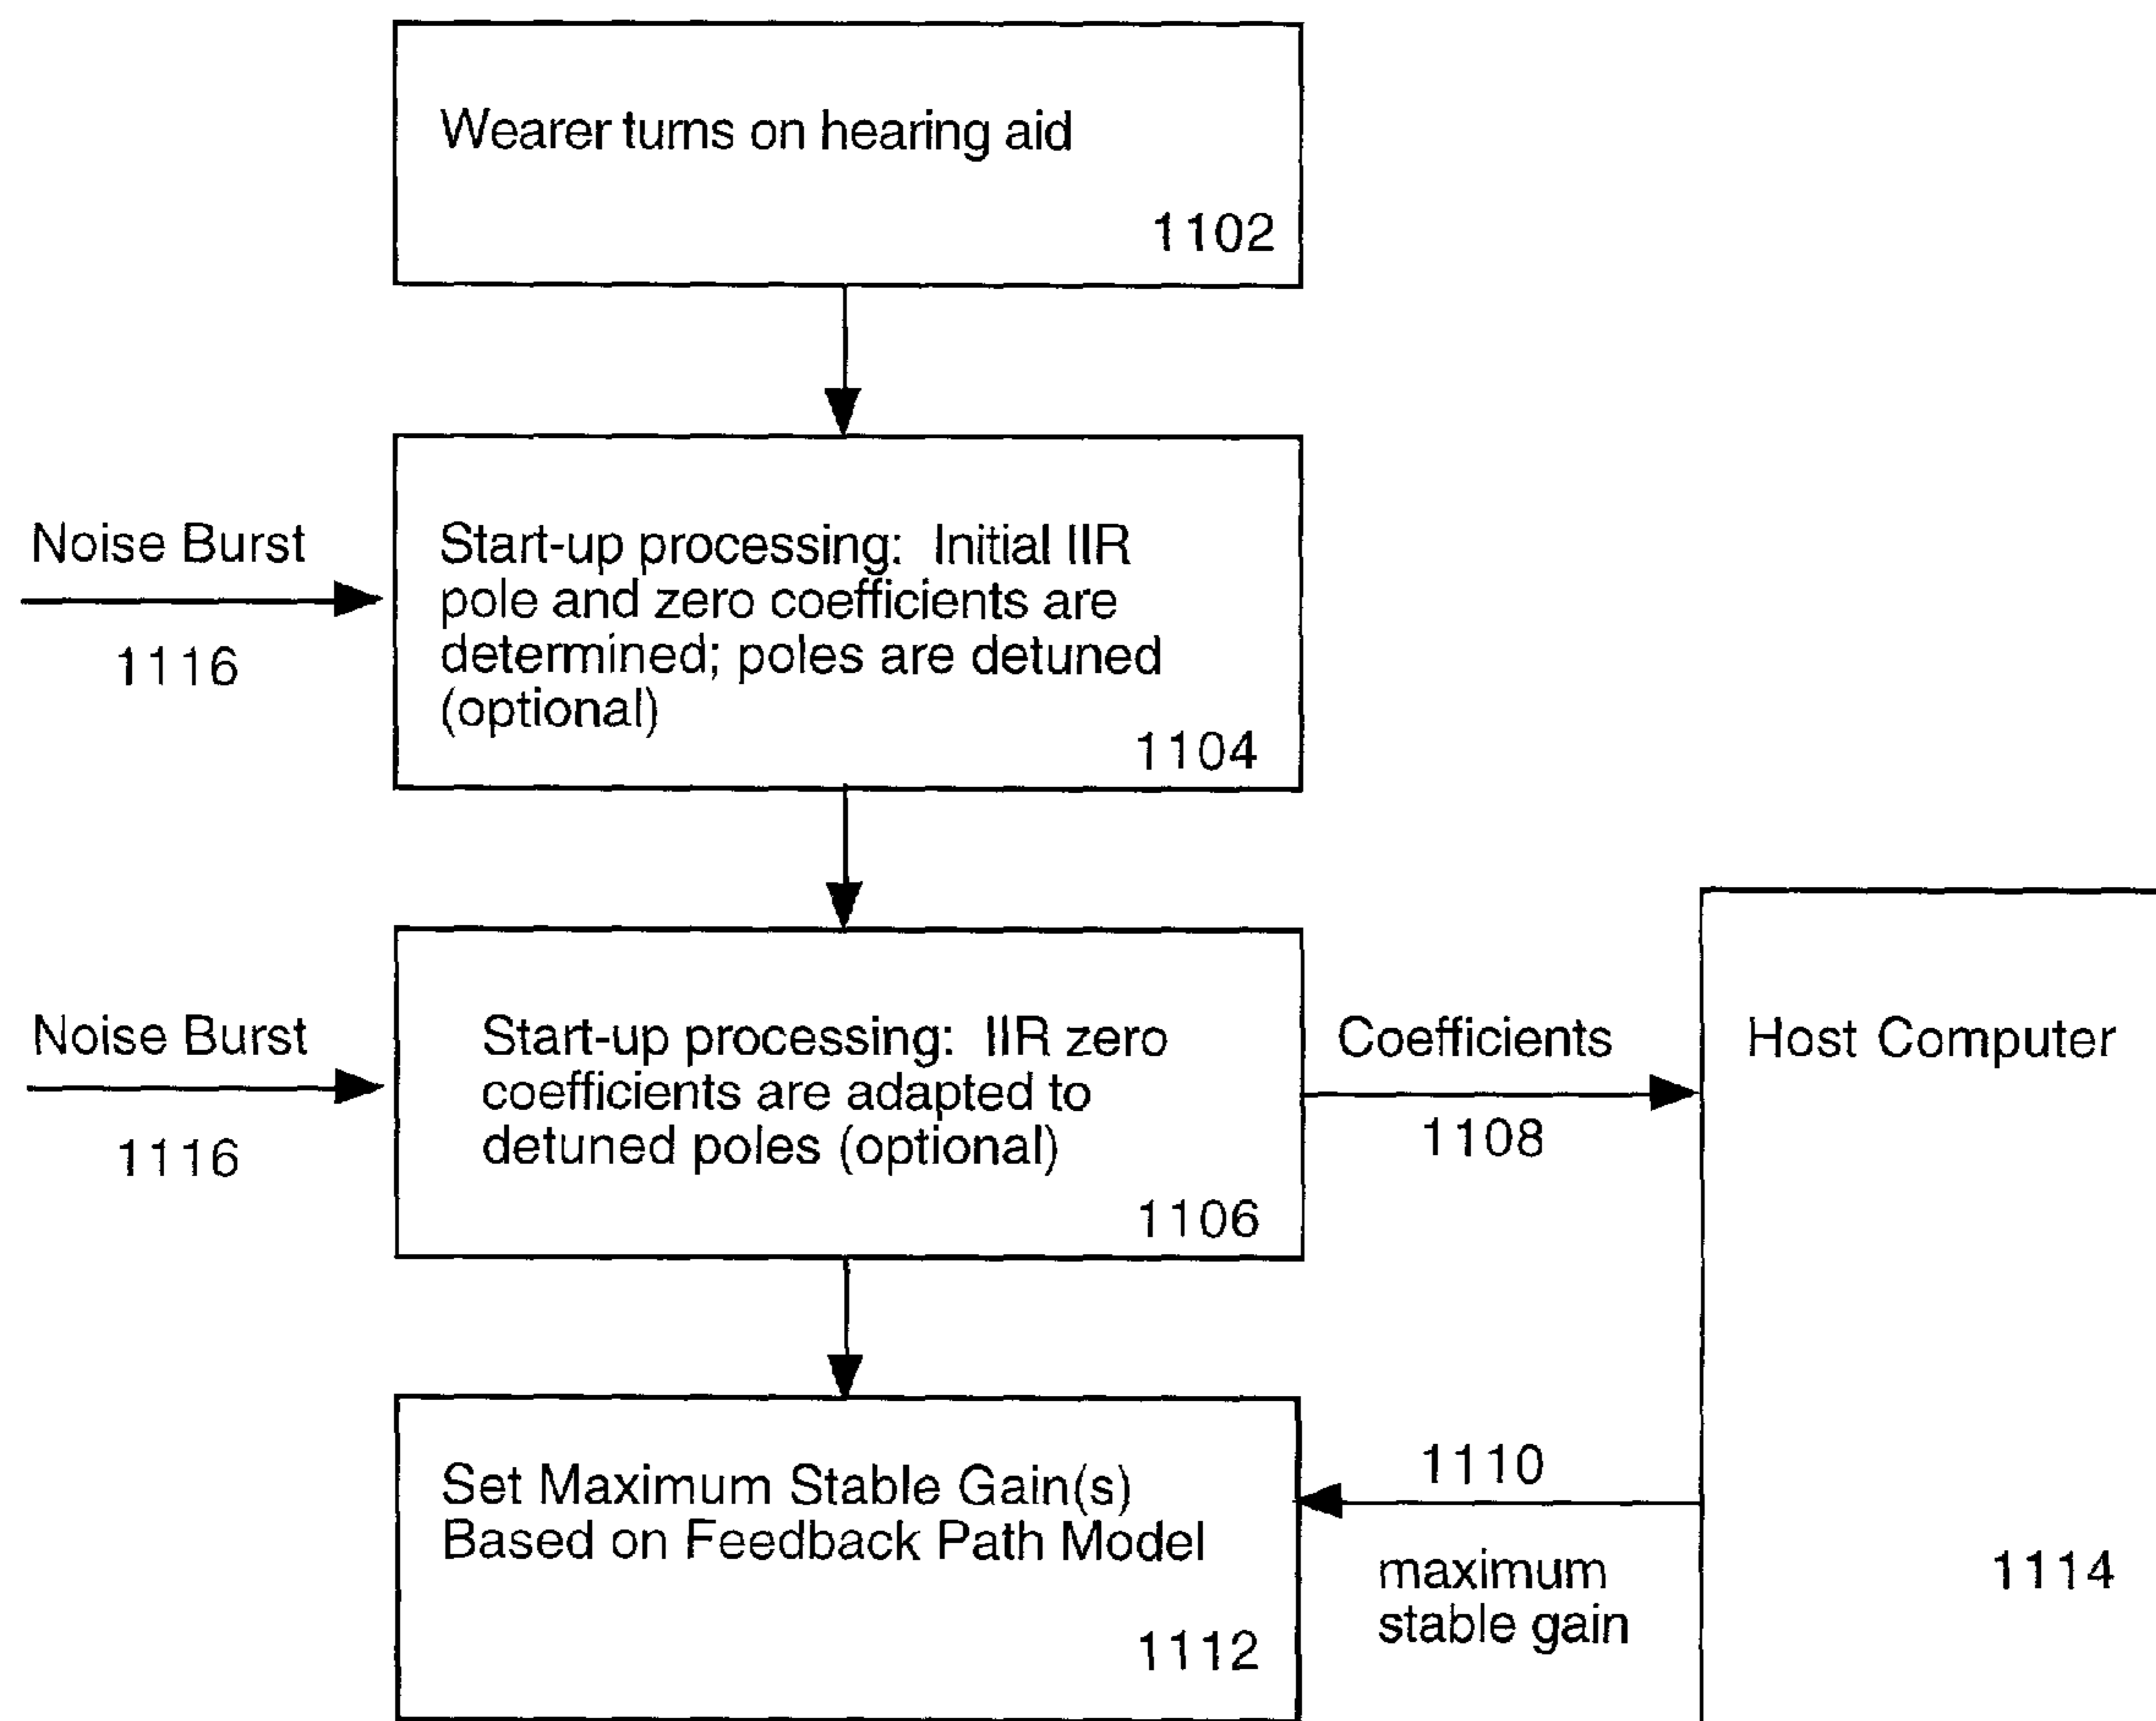 Wearer turns on hearing aid
1102
Noise Burst
1116
Start-up processing: Initial IIR
pole and zero coefficients are
determined; poles are detuned
(optional)
1104
Noise Burst
1116
Start-up processing: IIR zero
coefficients are adapted to
detuned poles (optional)
1106
Coefficients
1108
Host Computer
Set Maximum Stable Gain(s)
Based on Feedback Path Model
1112
1110
maximum
stable gain
1114